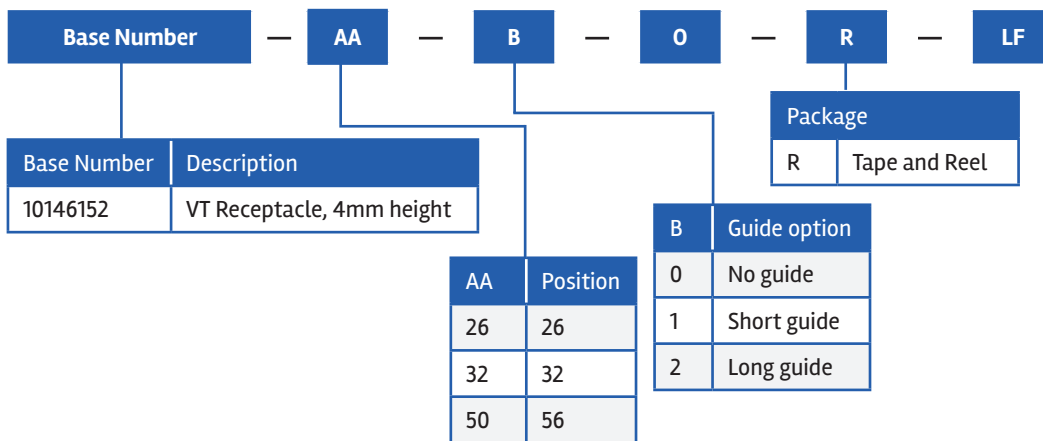 Base Number — AA — B — O — R — LF
Package
R Tape and Reel
Base Number Description
10146152 VT Receptacle, 4mm height
B Guide option
0 No guide
1 Short guide
2 Long guide
AA Position
26 26
32 32
50 56